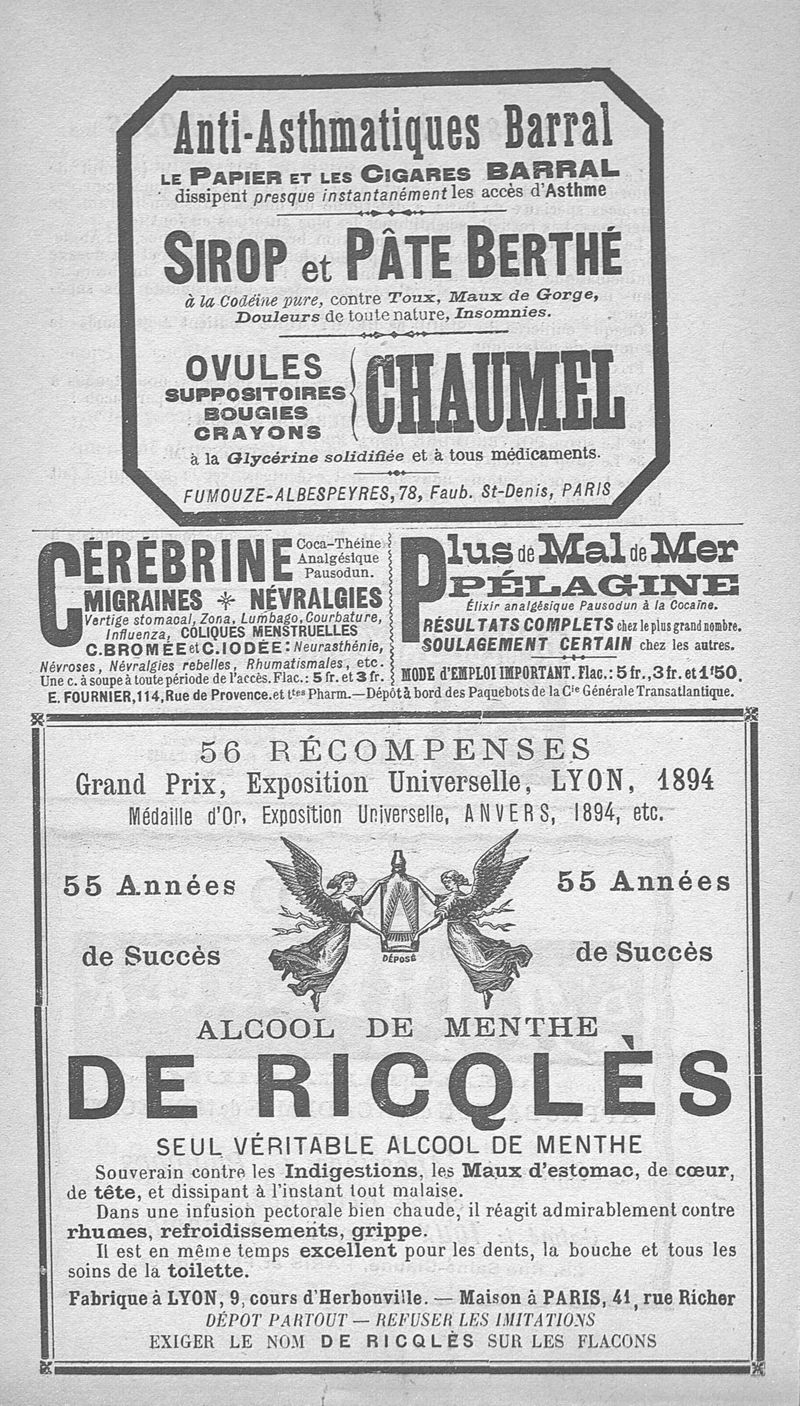 Anti-Asthmatiques Barral
LE PAPIER ET LES CIGARES BARRAL
dissipent presque instantanément les accès d'Asthme
SIROP et PÂTE BERTHÉ
à la Codéine pure, contre Toux, Maux de Gorge,
Douleurs de toute nature, Insomnies.
OVULES
SUPPOSITOIRES
BOUGIES
CRAYONS
CHAUMEL
à la Glycérine solidifiée et à tous médicaments.
FUMOUZE-ALBESPEYRES, 78, Faub. St-Denis, PARIS
CÉRÉBRINE
Coca-Théine
Analgésique
Pausodun.
MIGRAINES NÉVRALGIES
Vertige stomacal, Zona, Lumbago, Courbature,
Influenza, COLIQUES MENSTRUELLES
C. BROMÉE et C. IODÉE: Neurasthénie,
Névroses, Névralgies rebelles, Rhumatismales, etc.
Une c. à soupe à toute période de l'accès. Flac.: 5 fr. et 3 fr.
Plus de Mal de Mer
PÉLAGINE
Élixir analgésique Pausodun à la Cocaïne.
RÉSULTATS COMPLETS chez le plus grand nombre.
SOULAGEMENT CERTAIN chez les autres.
MODE d'EMPLOI IMPORTANT. Flac.: 5 fr., 3 fr. et 1f50.
E. FOURNIER, 114, Rue de Provence. et ttes Pharm.—Dépôt à bord des Paquebots de la Cie Générale Transatlantique.
56 RÉCOMPENSES
Grand Prix, Exposition Universelle, LYON, 1894
Médaille d'Or, Exposition Universelle, ANVERS, 1894, etc.
55 Années
de Succès
DÉPOSÉ
55 Années
de Succès
ALCOOL DE MENTHE
DE RICQLÈS
SEUL VÉRITABLE ALCOOL DE MENTHE
Souverain contre les Indigestions, les Maux d'estomac, de cœur,
de tête, et dissipant à l'instant tout malaise.
Dans une infusion pectorale bien chaude, il réagit admirablement contre
rhumes, refroidissements, grippe.
Il est en même temps excellent pour les dents, la bouche et tous les
soins de la toilette.
Fabrique à LYON, 9, cours d'Herbouville. — Maison à PARIS, 41, rue Richer
DÉPOT PARTOUT — REFUSER LES IMITATIONS
EXIGER LE NOM DE RICQLÈS SUR LES FLACONS